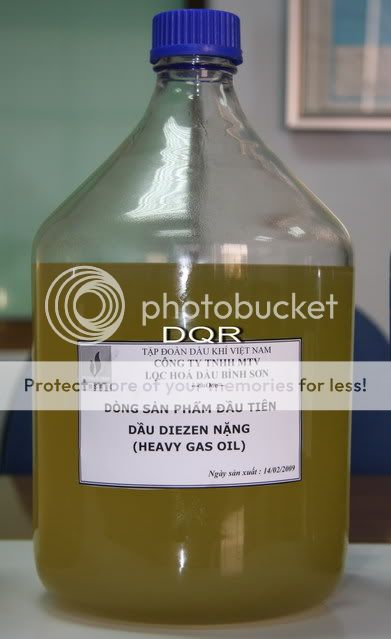 photobucket
DQR
TẬP ĐOÀN DẦU KHÍ VIỆT NAM
CÔNG TY TNHH MTV
LỌC HOÁ DẦU BÌNH SƠN
Protect more of your memories for less!
DÒNG SẢN PHẨM ĐẦU TIÊN
DẦU DIEZEN NẶNG
(HEAVY GAS OIL)
Ngày sản xuất : 14/02/2009